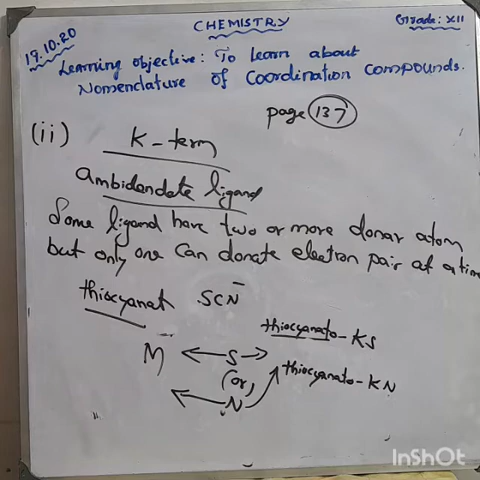 19.10.20
CHEMISTRY
Grade: XII
Learning objective: To learn about
Nomenclature of Coordination compounds.
page 137
(ii) K-term
Ambidendate ligand
Some ligand have two or more donar atom
but only one can donate electron pair at a time
thiocyanat SCN⁻
thiocyanato-KS
M ← S →
(or)
thiocyanato-KN
← N
InShOt